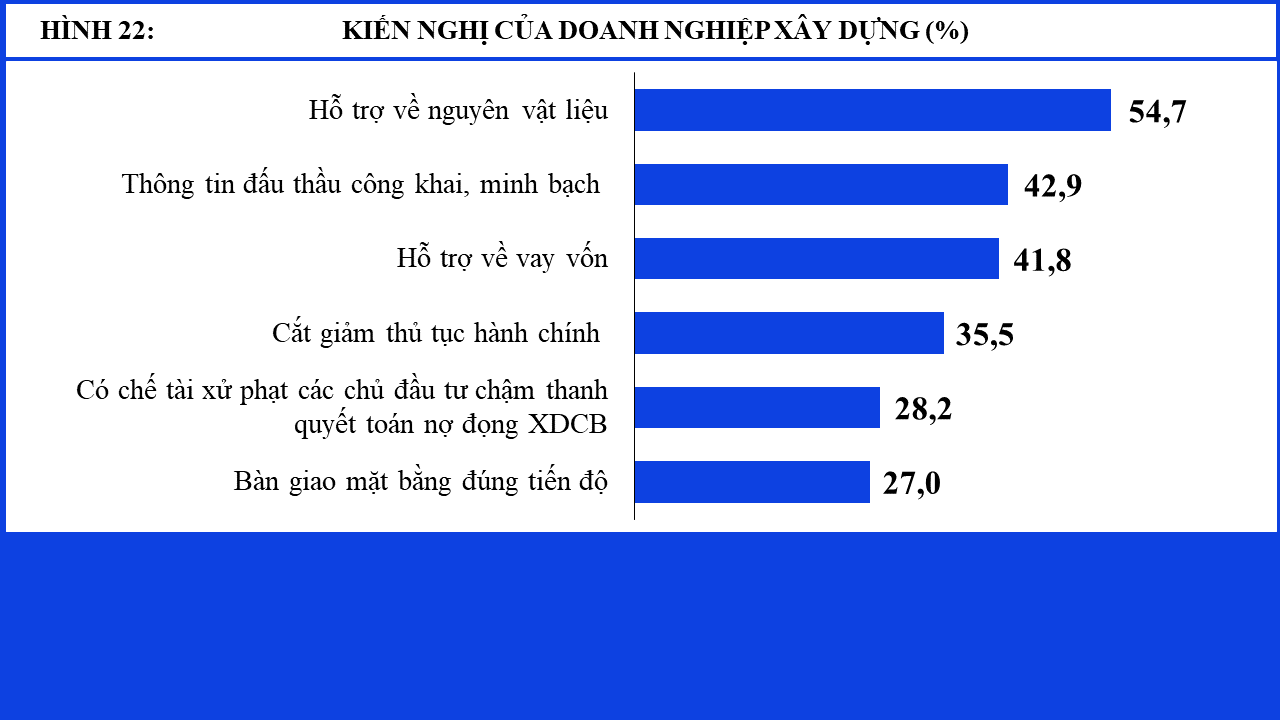 HÌNH 22: KIẾN NGHỊ CỦA DOANH NGHIỆP XÂY DỰNG (%)
Hỗ trợ về nguyên vật liệu 54,7
Thông tin đấu thầu công khai, minh bạch 42,9
Hỗ trợ về vay vốn 41,8
Cắt giảm thủ tục hành chính 35,5
Có chế tài xử phạt các chủ đầu tư chậm thanh
quyết toán nợ đọng XDCB 28,2
Bàn giao mặt bằng đúng tiến độ 27,0